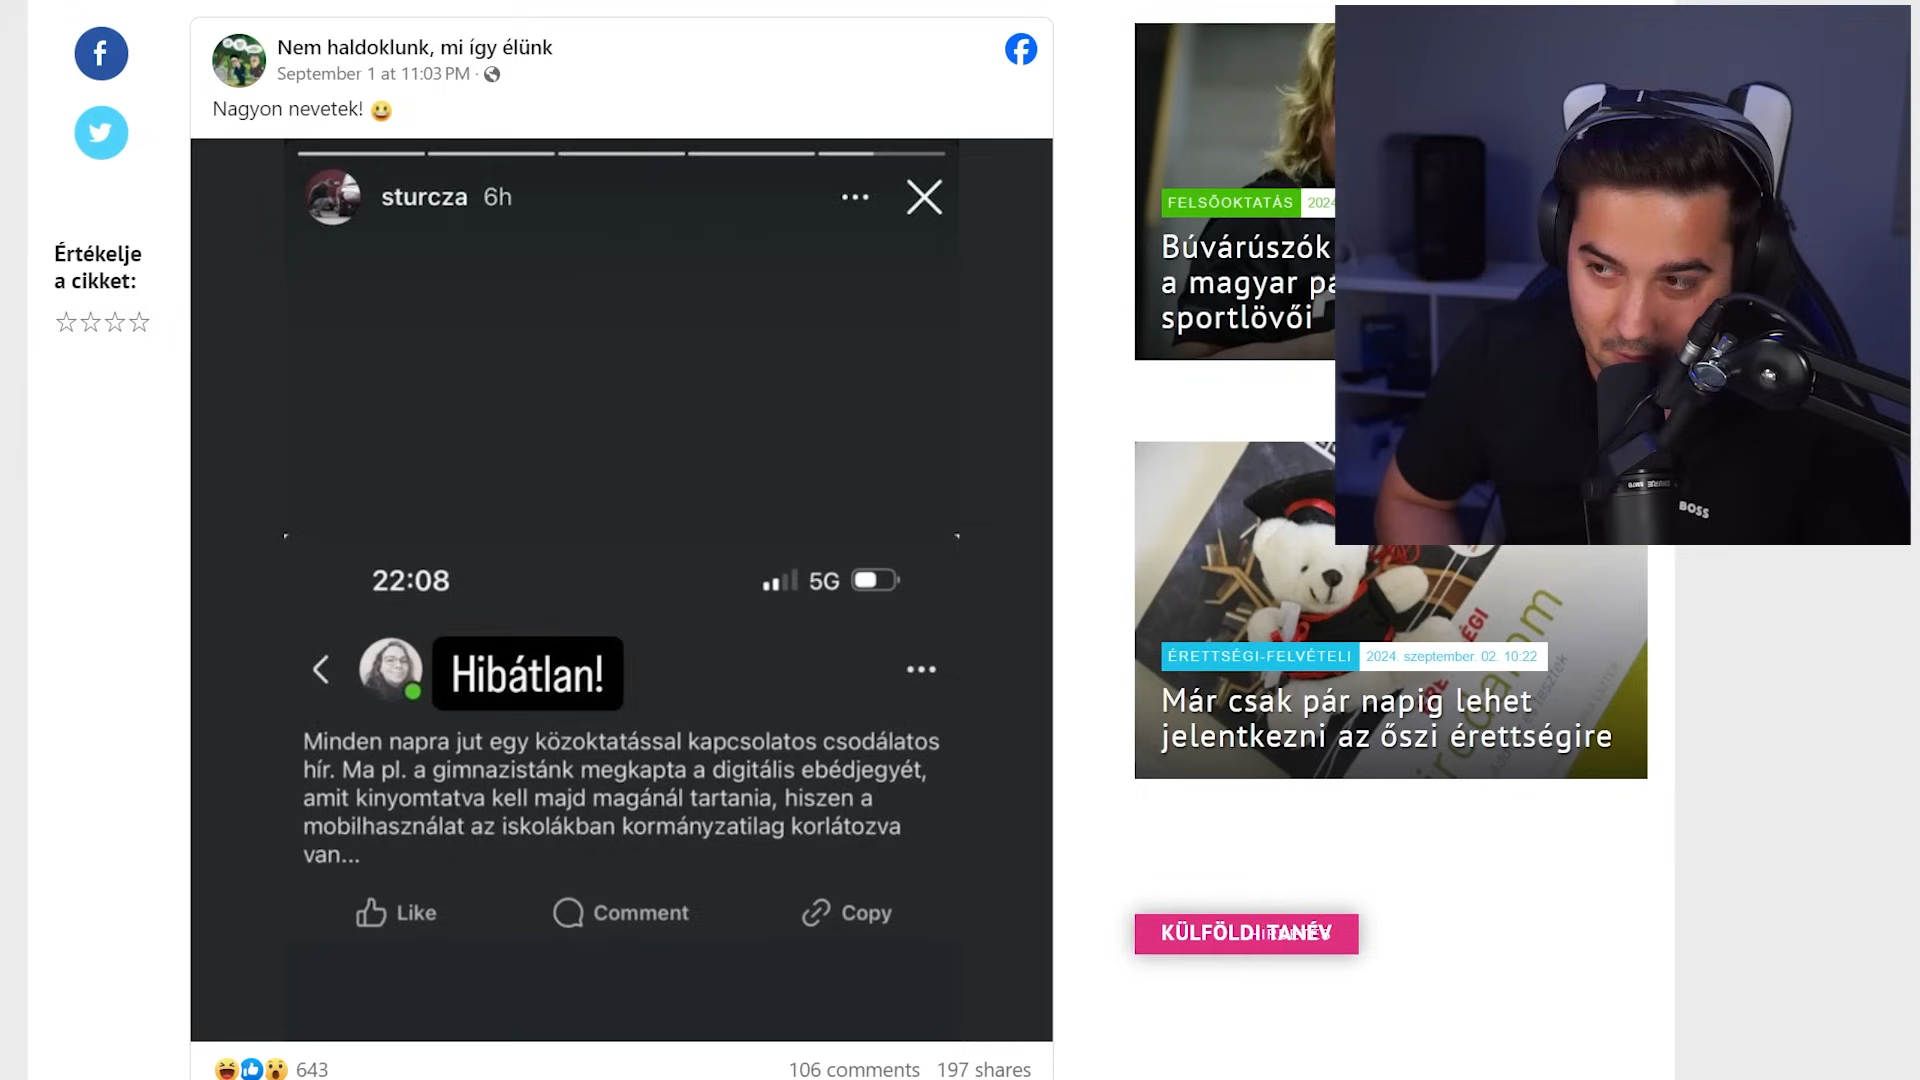 Nem haldoklunk, mi így élünk
September 1 at 11:03 PM ·
Nagyon nevetek!
Értékelje
a cikket:
sturcza 6h
22:08
5G
Hibátlan!
Minden napra jut egy közoktatással kapcsolatos csodálatos
hír. Ma pl. a gimnazistánk megkapta a digitális ebédjegyét,
amit kinyomtatva kell majd magánál tartania, hiszen a
mobilhasználat az iskolákban kormányzatilag korlátozva
van...
Like
Comment
Copy
643
106 comments
197 shares
FELSŐOKTATÁS 2024
Búvárúszók
a magyar pa
sportlövői
BOSS
ÉRETTSÉGI-FELVÉTELI 2024. szeptember. 02. 10:22
Már csak pár napig lehet
jelentkezni az őszi érettségire
KÜLFÖLDI TANÉV